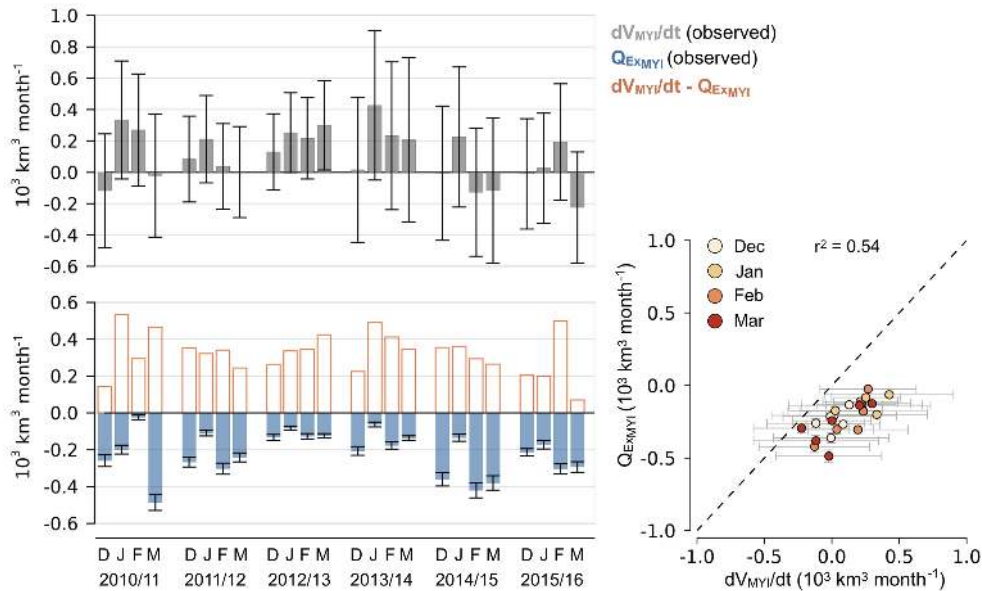 1.0
0.8
0.6
0.4
0.2
0.0
-0.2
-0.4
-0.6
10³ km³ month⁻¹
dV_MYI/dt (observed)
Q_ExMYI (observed)
dV_MYI/dt - Q_ExMYI
0.6
0.4
0.2
0.0
-0.2
-0.4
-0.6
10³ km³ month⁻¹
D J F M D J F M D J F M D J F M D J F M D J F M
2010/11 2011/12 2012/13 2013/14 2014/15 2015/16
1.0
0.5
0.0
-0.5
-1.0
Q_ExMYI (10³ km³ month⁻¹)
Dec
Jan
Feb
Mar
r² = 0.54
-1.0 -0.5 0.0 0.5 1.0
dV_MYI/dt (10³ km³ month⁻¹)